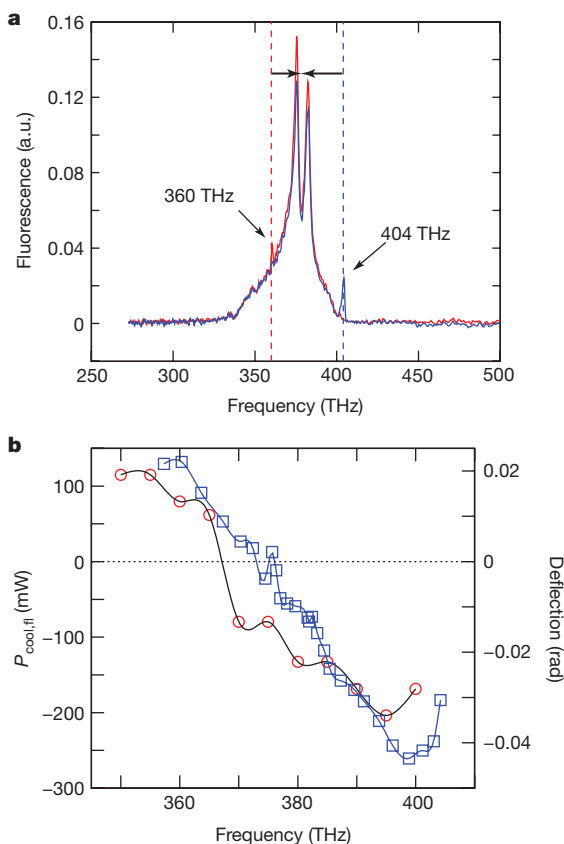 a
0.16
0.12
0.08
0.04
0
Fluorescence (a.u.)
360 THz
404 THz
250 300 350 400 450 500
Frequency (THz)
b
100
0
−100
−200
−300
P_cool,fl (mW)
0.02
0
−0.02
−0.04
Deflection (rad)
360 380 400
Frequency (THz)